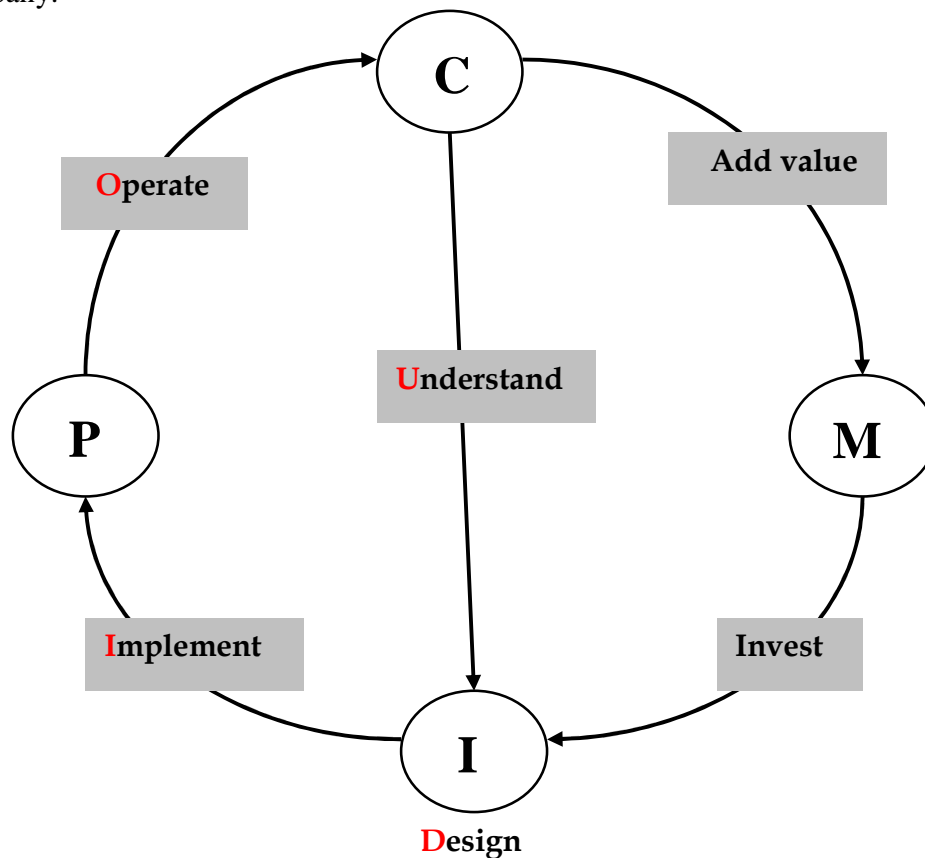 C
Add value
Operate
Understand
P
M
Implement
Invest
I
Design